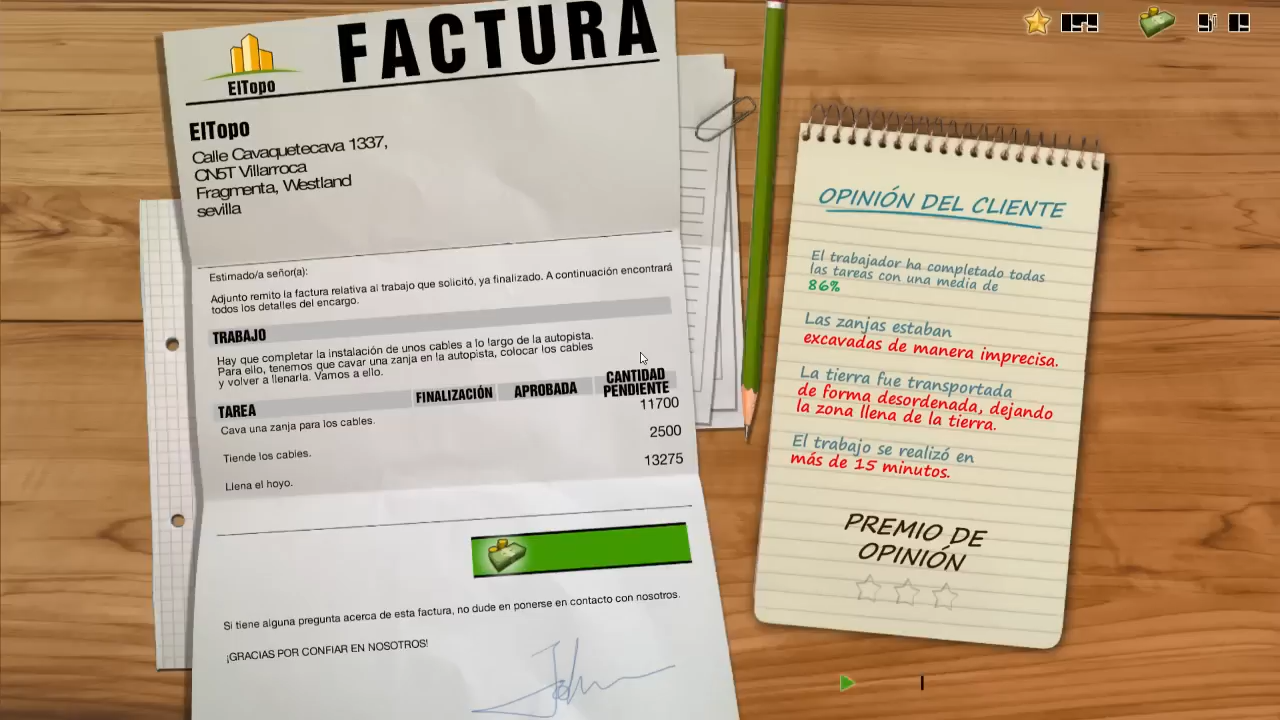 FACTURA
ElTopo
ElTopo
Calle Cavaquetecava 1337,
CN5T Villarroca
Fragmenta, Westland
sevilla
Estimado/a señor(a):
Adjunto remito la factura relativa al trabajo que solicitó, ya finalizado. A continuación encontrará
todos los detalles del encargo.
TRABAJO
Hay que completar la instalación de unos cables a lo largo de la autopista.
Para ello, tenemos que cavar una zanja en la autopista, colocar los cables
y volver a llenarla. Vamos a ello.
TAREA FINALIZACIÓN APROBADA CANTIDAD PENDIENTE
Cava una zanja para los cables. 11700
Tiende los cables. 2500
Llena el hoyo. 13275
Si tiene alguna pregunta acerca de esta factura, no dude en ponerse en contacto con nosotros.
¡GRACIAS POR CONFIAR EN NOSOTROS!
John
OPINIÓN DEL CLIENTE
El trabajador ha completado todas
las tareas con una media de
86%
Las zanjas estaban
excavadas de manera imprecisa.
La tierra fue transportada
de forma desordenada, dejando
la zona llena de la tierra.
El trabajo se realizó en
más de 15 minutos.
PREMIO DE
OPINIÓN